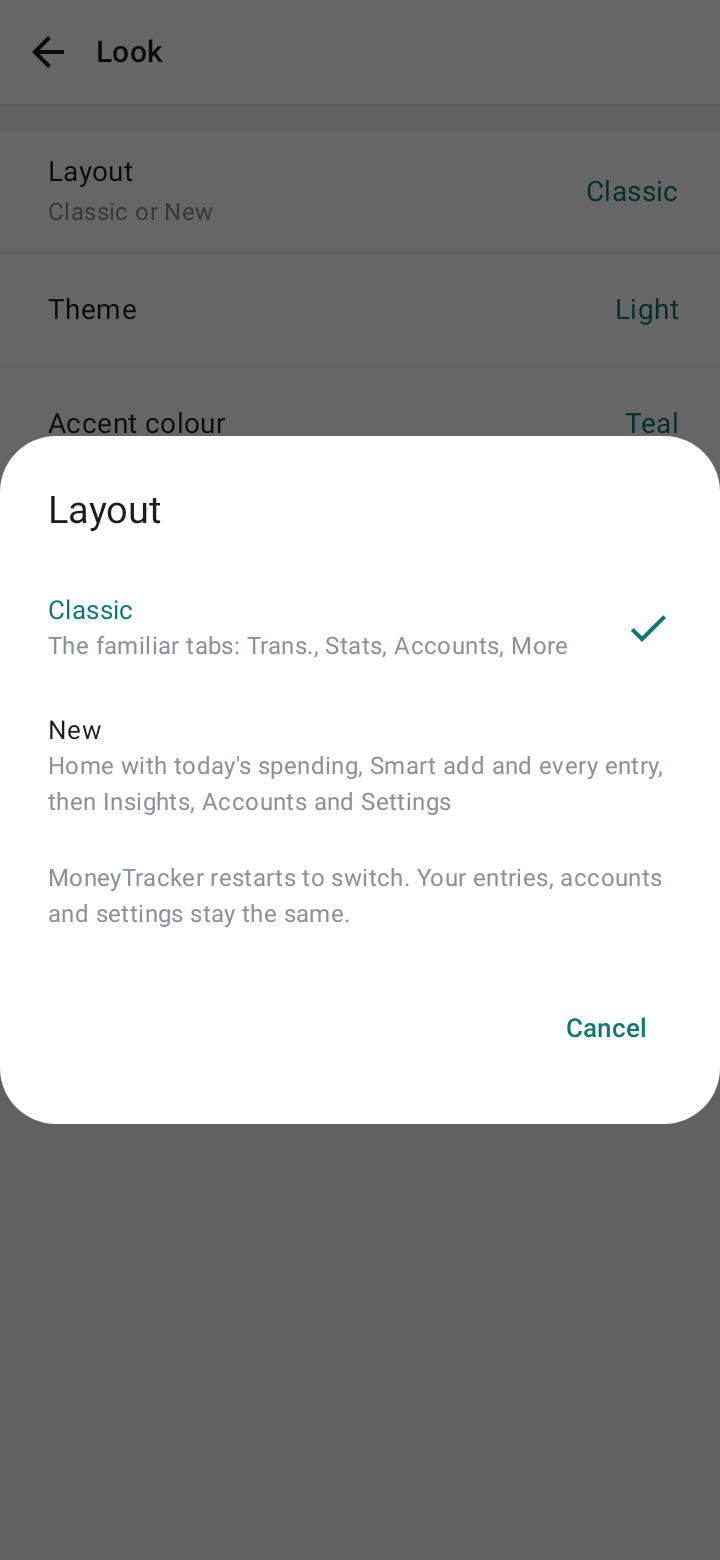 Look
Layout
Classic or New
Classic
Theme
Light
Accent colour
Teal
Layout
Classic
The familiar tabs: Trans., Stats, Accounts, More
New
Home with today's spending, Smart add and every entry,
then Insights, Accounts and Settings
MoneyTracker restarts to switch. Your entries, accounts
and settings stay the same.
Cancel